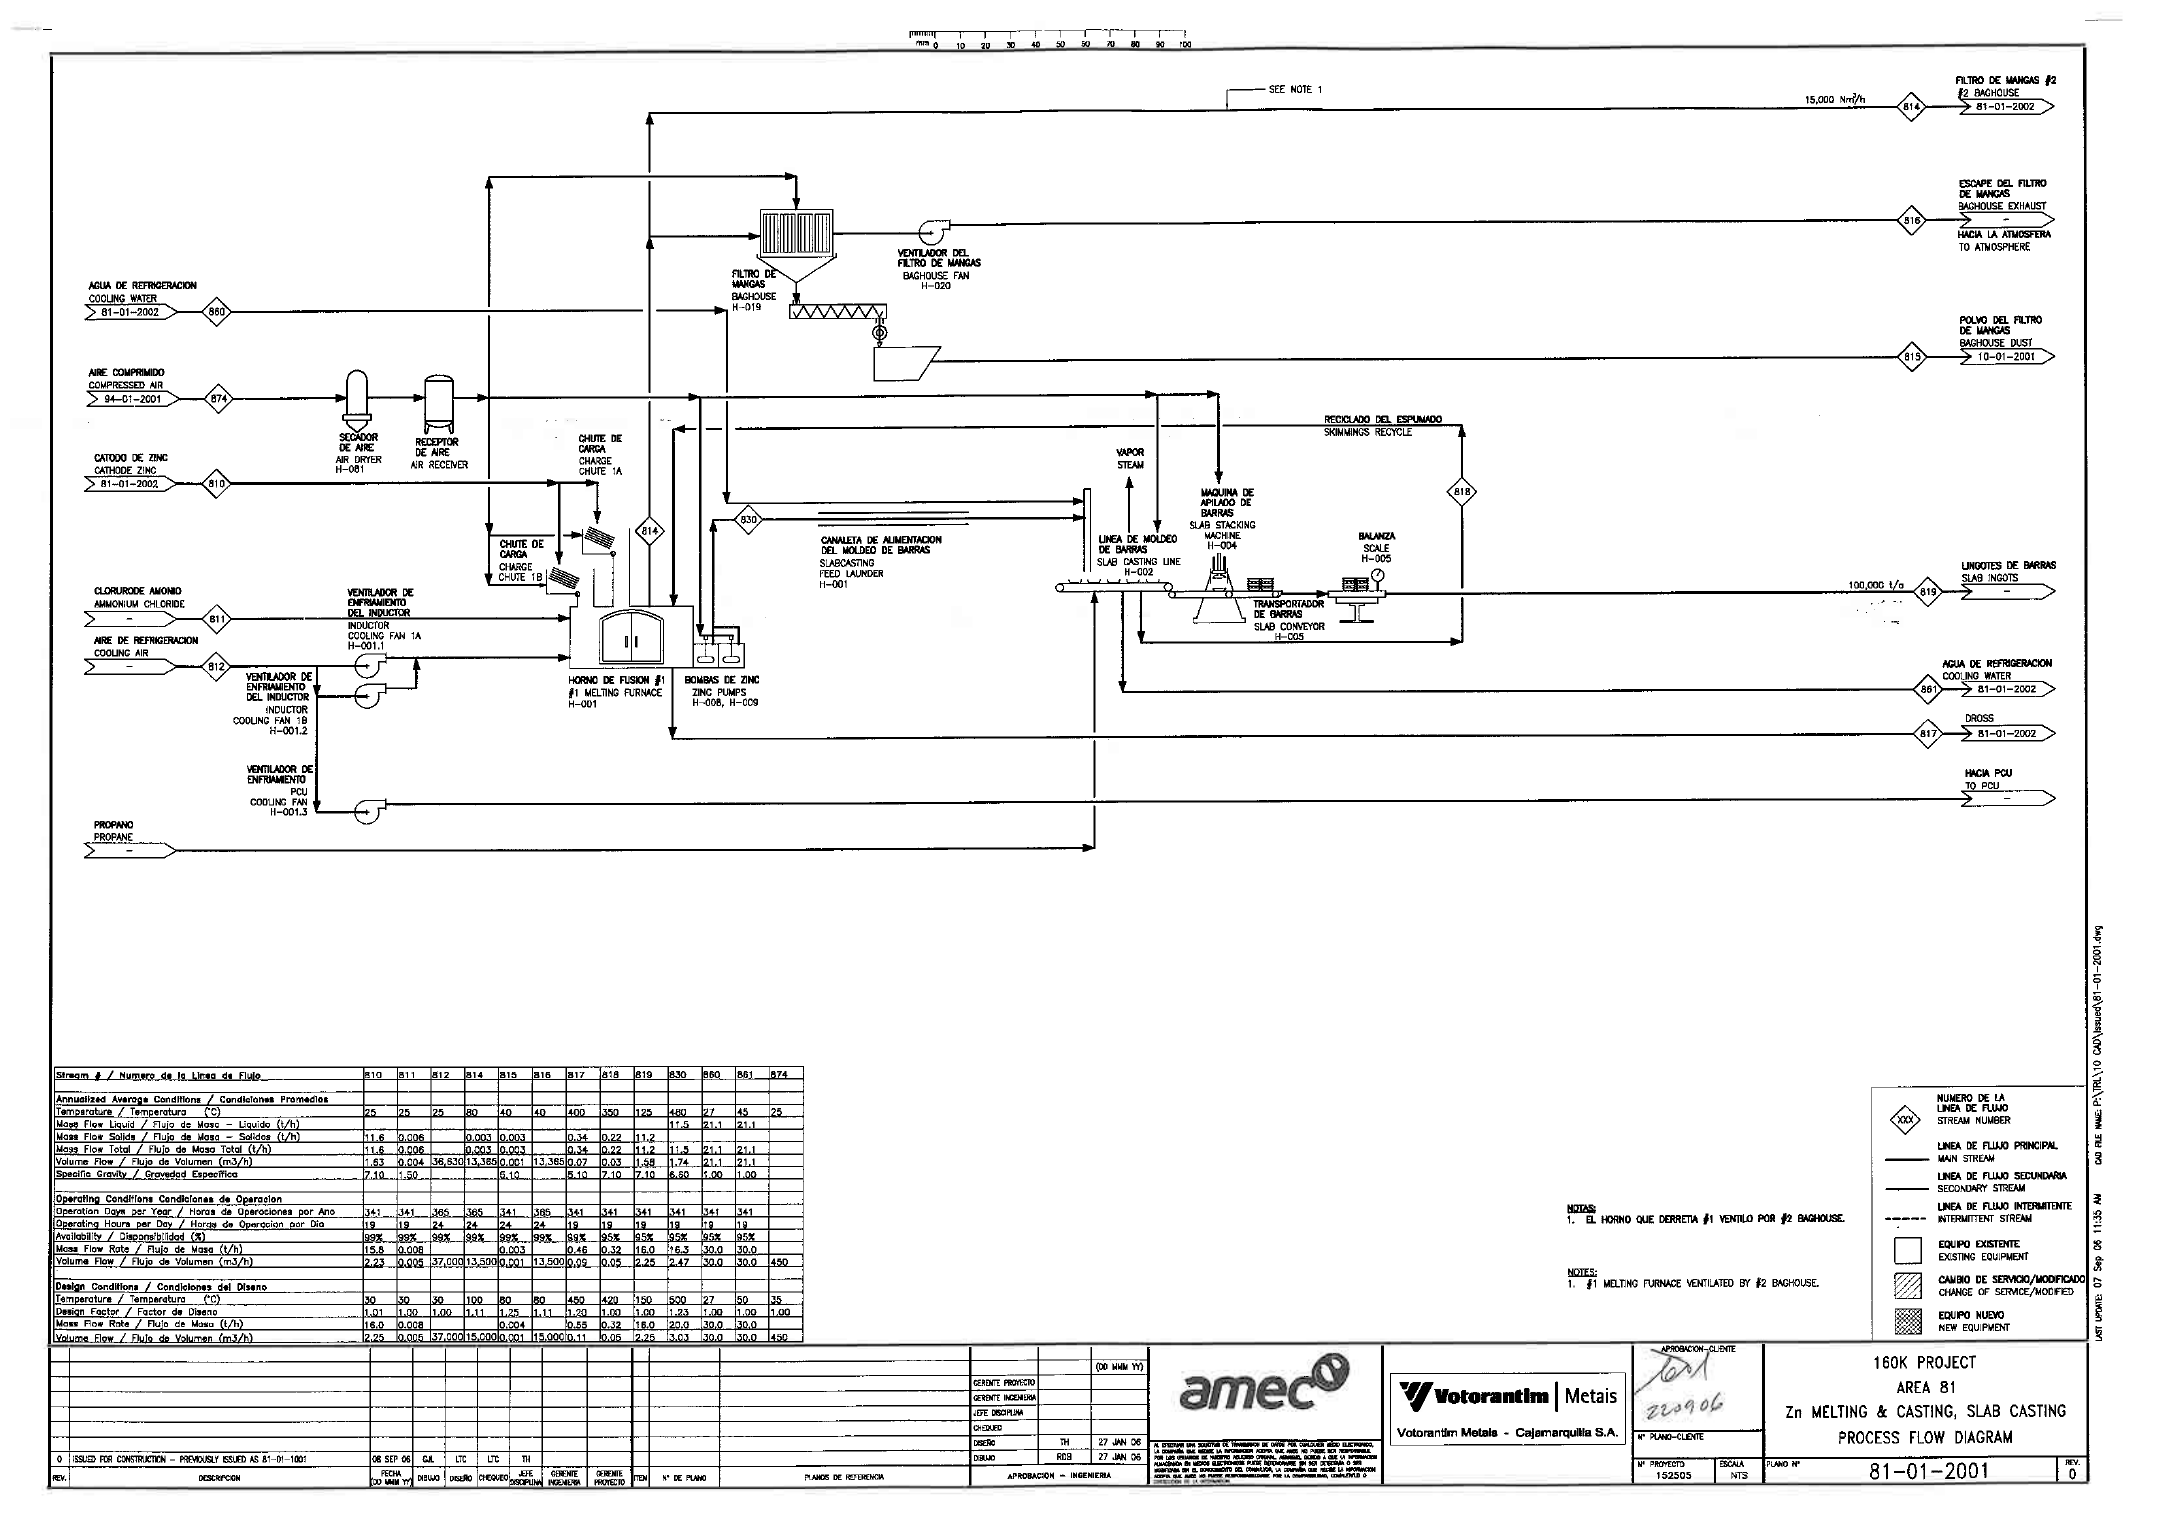 mm 0 10 20 30 40 50 60 70 80 90 100
SEE NOTE 1
15,000 Nm³/h
814
FILTRO DE MANGAS #2
#2 BAGHOUSE
81-01-2002
ESCAPE DEL FILTRO
DE MANGAS
BAGHOUSE EXHAUST
816
-
HACIA LA ATMOSFERA
TO ATMOSPHERE
VENTILADOR DEL
FILTRO DE MANGAS
BAGHOUSE FAN
H-020
FILTRO DE
MANGAS
BAGHOUSE
H-019
AGUA DE REFRIGERACION
COOLING WATER
81-01-2002
860
POLVO DEL FILTRO
DE MANGAS
BAGHOUSE DUST
815
10-01-2001
AIRE COMPRIMIDO
COMPRESSED AIR
94-01-2001
874
SECADOR
DE AIRE
AIR DRYER
H-081
RECEPTOR
DE AIRE
AIR RECEIVER
CHUTE DE
CARGA
CHARGE
CHUTE 1A
RECICLADO DEL ESPUMADO
SKIMMINGS RECYCLE
CATODO DE ZINC
CATHODE ZINC
81-01-2002
810
VAPOR
STEAM
818
MAQUINA DE
APILADO DE
BARRAS
SLAB STACKING
MACHINE
H-004
814
830
CANALETA DE ALIMENTACION
DEL MOLDEO DE BARRAS
SLABCASTING
FEED LAUNDER
H-001
CHUTE DE
CARGA
CHARGE
CHUTE 1B
LINEA DE MOLDEO
DE BARRAS
SLAB CASTING LINE
H-002
BALANZA
SCALE
H-005
LINGOTES DE BARRAS
SLAB INGOTS
100,000 t/a
819
-
CLORURODE AMONIO
AMMONIUM CHLORIDE
-
811
VENTILADOR DE
ENFRIAMIENTO
DEL INDUCTOR
INDUCTOR
COOLING FAN 1A
H-001.1
TRANSPORTADOR
DE BARRAS
SLAB CONVEYOR
H-005
AIRE DE REFRIGERACION
COOLING AIR
-
812
VENTILADOR DE
ENFRIAMIENTO
DEL INDUCTOR
INDUCTOR
COOLING FAN 1B
H-001.2
HORNO DE FUSION #1
#1 MELTING FURNACE
H-001
BOMBAS DE ZINC
ZINC PUMPS
H-008, H-009
AGUA DE REFRIGERACION
COOLING WATER
861
81-01-2002
DROSS
817
81-01-2002
VENTILADOR DE
ENFRIAMIENTO
PCU
COOLING FAN
H-001.3
HACIA PCU
TO PCU
-
PROPANO
PROPANE
-
Stream # / Numero de la Linea de Flujo 810 811 812 814 815 816 817 818 819 830 860 861 874
Annualized Average Conditions / Condiciones Promedios
Temperature / Temperatura (°C) 25 25 25 80 40 40 400 350 125 480 27 45 25
Mass Flow Liquid / Flujo de Masa - Liquido (t/h) 11.5 21.1 21.1
Mass Flow Solids / Flujo de Masa - Solidos (t/h) 11.6 0.006 0.003 0.003 0.34 0.22 11.2
Mass Flow Total / Flujo de Masa Total (t/h) 11.6 0.006 0.003 0.003 0.34 0.22 11.2 11.5 21.1 21.1
Volume Flow / Flujo de Volumen (m3/h) 1.63 0.004 36,630 13,365 0.001 13,365 0.07 0.03 1.58 1.74 21.1 21.1
Specific Gravity / Gravedad Especifica 7.10 1.50 5.10 5.10 7.10 7.10 6.60 1.00 1.00
Operating Conditions Condiciones de Operacion
Operation Days per Year / Horas de Operaciones por Ano 341 341 365 365 341 365 341 341 341 341 341 341
Operating Hours per Day / Horas de Operacion por Dia 19 19 24 24 24 24 19 19 19 19 19 19
Availability / Disponsibilidad (%) 99% 99% 99% 99% 99% 99% 99% 95% 95% 95% 95% 95%
Mass Flow Rate / Flujo de Masa (t/h) 15.8 0.008 0.003 0.46 0.32 16.0 16.3 30.0 30.0
Volume Flow / Flujo de Volumen (m3/h) 2.23 0.005 37,000 13,500 0.001 13,500 0.09 0.05 2.25 2.47 30.0 30.0 450
Design Conditions / Condiciones del Diseno
Temperature / Temperatura (°C) 30 30 30 100 80 80 450 420 150 500 27 50 35
Design Factor / Factor de Diseno 1.01 1.00 1.00 1.11 1.25 1.11 1.20 1.00 1.00 1.23 1.00 1.00 1.00
Mass Flow Rate / Flujo de Masa (t/h) 16.0 0.008 0.004 0.55 0.32 16.0 20.0 30.0 30.0
Volume Flow / Flujo de Volumen (m3/h) 2.25 0.005 37,000 15,000 0.001 15,000 0.11 0.05 2.25 3.03 30.0 30.0 450
NOTAS:
1. EL HORNO QUE DERRETIA #1 VENTILO POR #2 BAGHOUSE.
NOTES:
1. #1 MELTING FURNACE VENTILATED BY #2 BAGHOUSE.
XXX
NUMERO DE LA
LINEA DE FLUJO
STREAM NUMBER
LINEA DE FLUJO PRINCIPAL
MAIN STREAM
LINEA DE FLUJO SECUNDARIA
SECONDARY STREAM
LINEA DE FLUJO INTERMITENTE
INTERMITTENT STREAM
EQUIPO EXISTENTE
EXISTING EQUIPMENT
CAMBIO DE SERVICIO/MODIFICADO
CHANGE OF SERVICE/MODIFIED
EQUIPO NUEVO
NEW EQUIPMENT
LAST UPDATE: 07 Sep 06 11:35 AM CAD FILE NAME: P:\TRL\10 CAD\Issued\81-01-2001.dwg
0 ISSUED FOR CONSTRUCTION - PREVIOUSLY ISSUED AS 81-01-1001 08 SEP 06 GJL LTC LTC TH
REV. DESCRIPCION FECHA (DD MMM YY) DIBUJO DISEÑO CHEQUEO JEFE DISCIPLINA GERENTE INGENIERIA GERENTE PROYECTO ITEM N° DE PLANO PLANOS DE REFERENCIA
(DD MMM YY)
GERENTE PROYECTO
GERENTE INGENIERIA
JEFE DISCIPLINA
CHEQUEO
DISEÑO TH 27 JAN 06
DIBUJO RDB 27 JAN 06
APROBACION - INGENIERIA
amec
Votorantim | Metais
Votorantim Metais - Cajamarquilla S.A.
APROBACION-CLIENTE
220906
N° PLANO-CLIENTE
N° PROYECTO
152505
ESCALA
NTS
160K PROJECT
AREA 81
Zn MELTING & CASTING, SLAB CASTING
PROCESS FLOW DIAGRAM
PLANO N°
81-01-2001
REV.
0